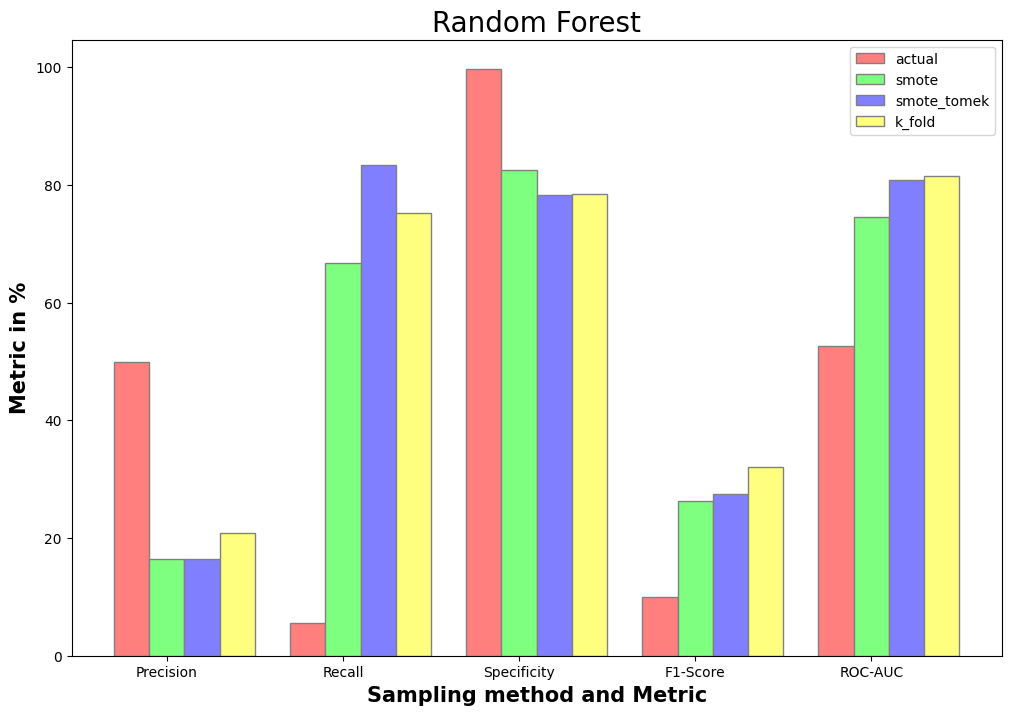 Random Forest
actual
smote
smote_tomek
k_fold
100
80
60
40
20
0
Metric in %
Precision
Recall
Specificity
F1-Score
ROC-AUC
Sampling method and Metric